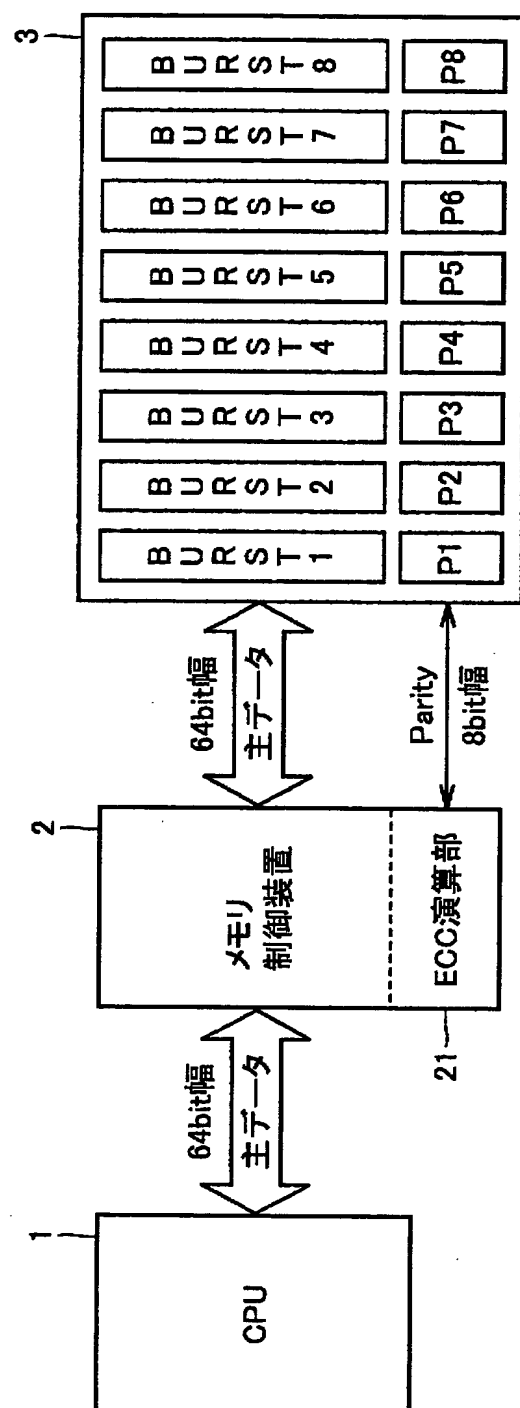 1
CPU
64bit幅
主データ
2
メモリ
制御装置
ECC演算部
21
64bit幅
主データ
Parity
8bit幅
3
BURST1
BURST2
BURST3
BURST4
BURST5
BURST6
BURST7
BURST8
P1
P2
P3
P4
P5
P6
P7
P8